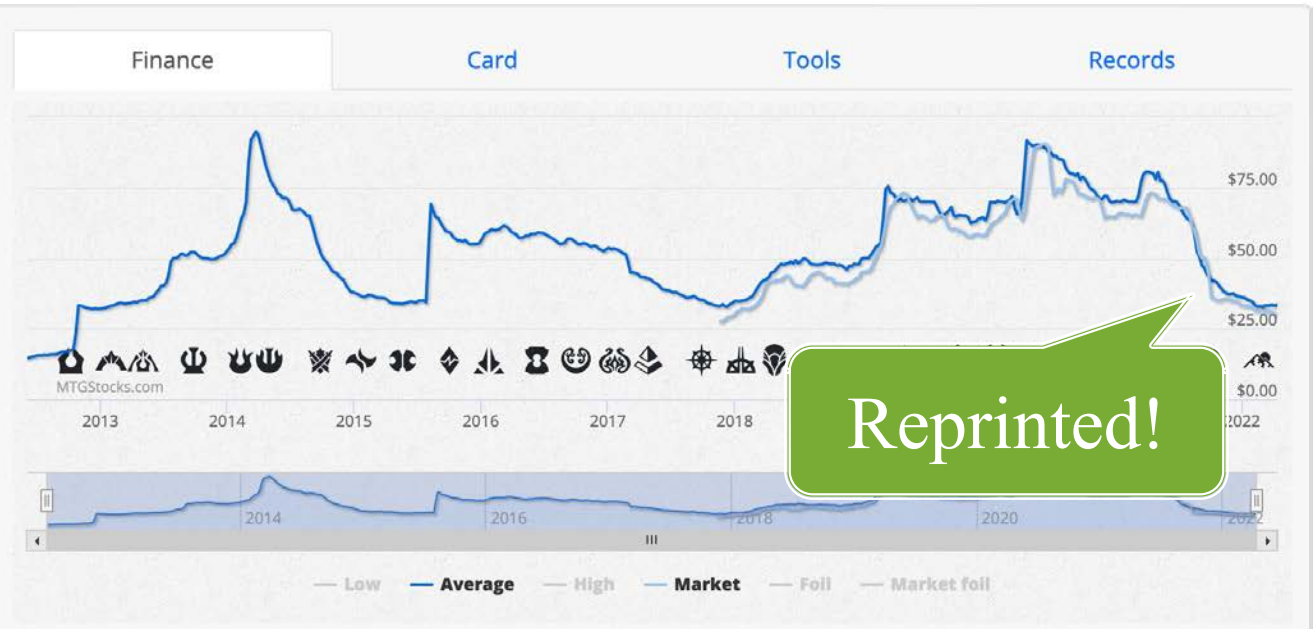 Finance Card Tools Records
$75.00
$50.00
$25.00
MTGStocks.com
$0.00
2013 2014 2015 2016 2017 2018 2022
Reprinted!
2014 2016 2018 2020 2022
Low Average High Market Foil Market foil